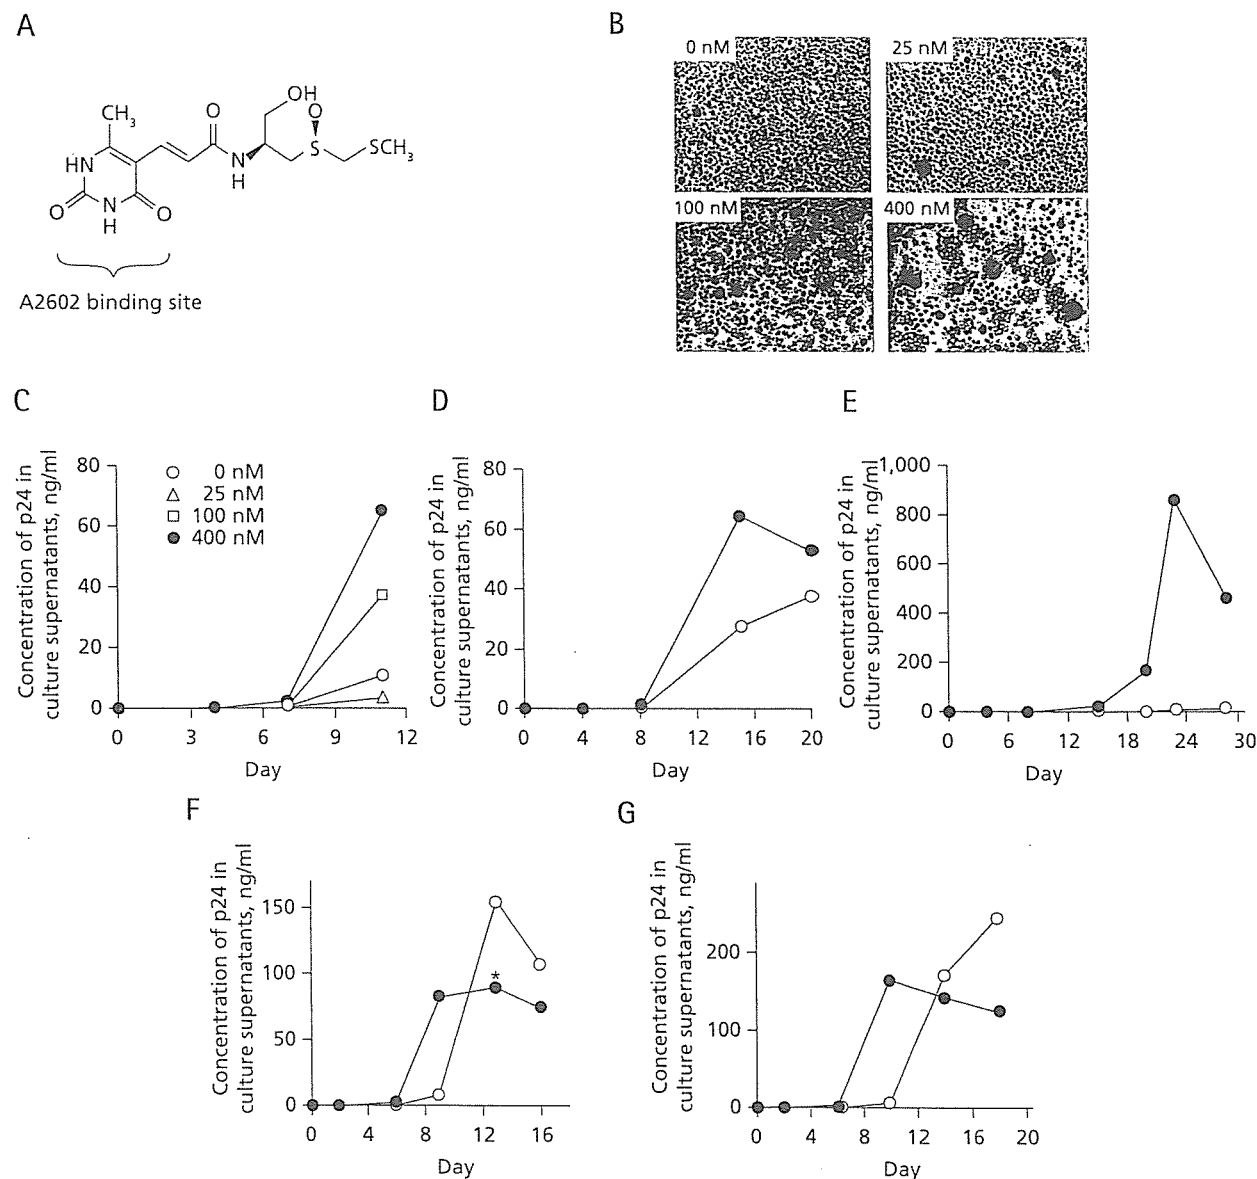 A
B
OH
O
O
CH3
S
SCH3
HN
N
H
O
N
H
O
A2602 binding site
0 nM
25 nM
100 nM
400 nM
C
D
E
Concentration of p24 in
culture supernatants, ng/ml
80
60
40
20
0
0 nM
25 nM
100 nM
400 nM
0 3 6 9 12
Day
Concentration of p24 in
culture supernatants, ng/ml
80
60
40
20
0
0 4 8 12 16 20
Day
Concentration of p24 in
culture supernatants, ng/ml
1,000
800
600
400
200
0
0 6 12 18 24 30
Day
F
G
Concentration of p24 in
culture supernatants, ng/ml
150
100
50
0
*
0 4 8 12 16
Day
Concentration of p24 in
culture supernatants, ng/ml
200
100
0
0 4 8 12 16 20
Day